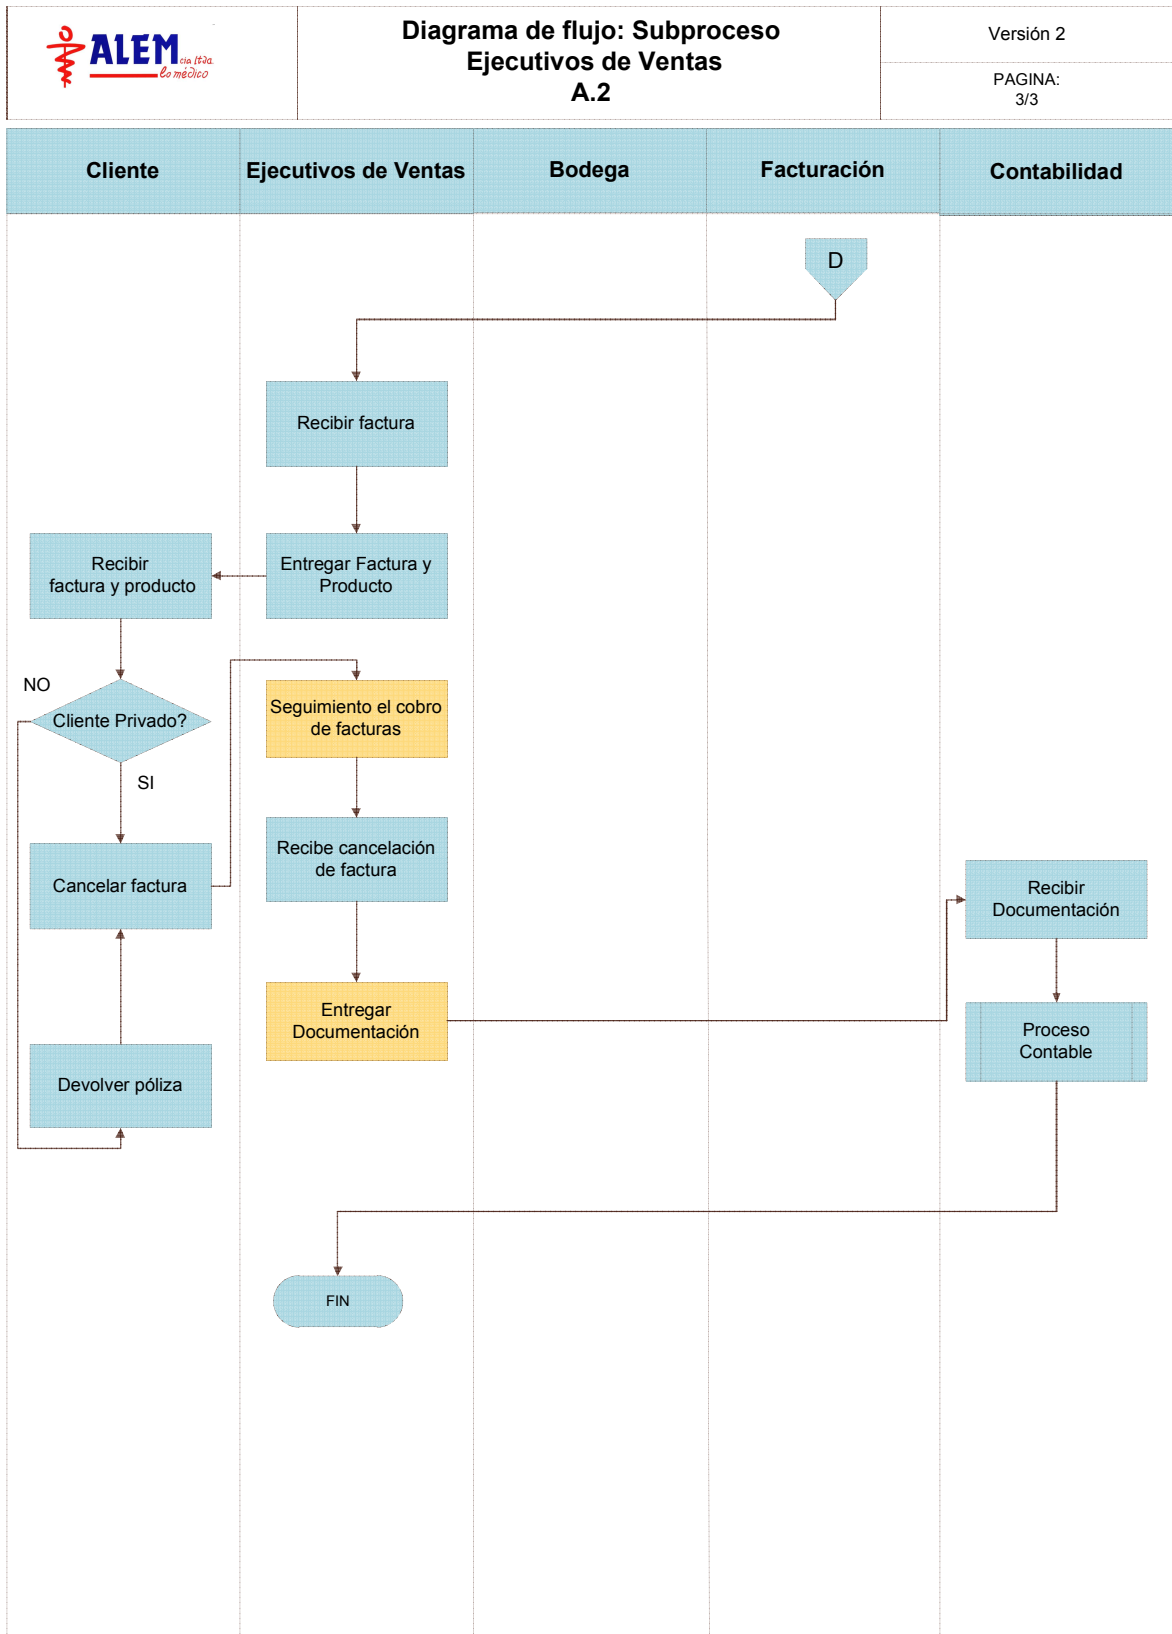 ALEM
cia ltda.
lo médico
Diagrama de flujo: Subproceso
Ejecutivos de Ventas
A.2
Versión 2
PAGINA:
3/3
Cliente
Ejecutivos de Ventas
Bodega
Facturación
Contabilidad
D
Recibir factura
Recibir
factura y producto
Entregar Factura y
Producto
NO
Cliente Privado?
SI
Seguimiento el cobro
de facturas
Recibe cancelación
de factura
Cancelar factura
Recibir
Documentación
Entregar
Documentación
Proceso
Contable
Devolver póliza
FIN